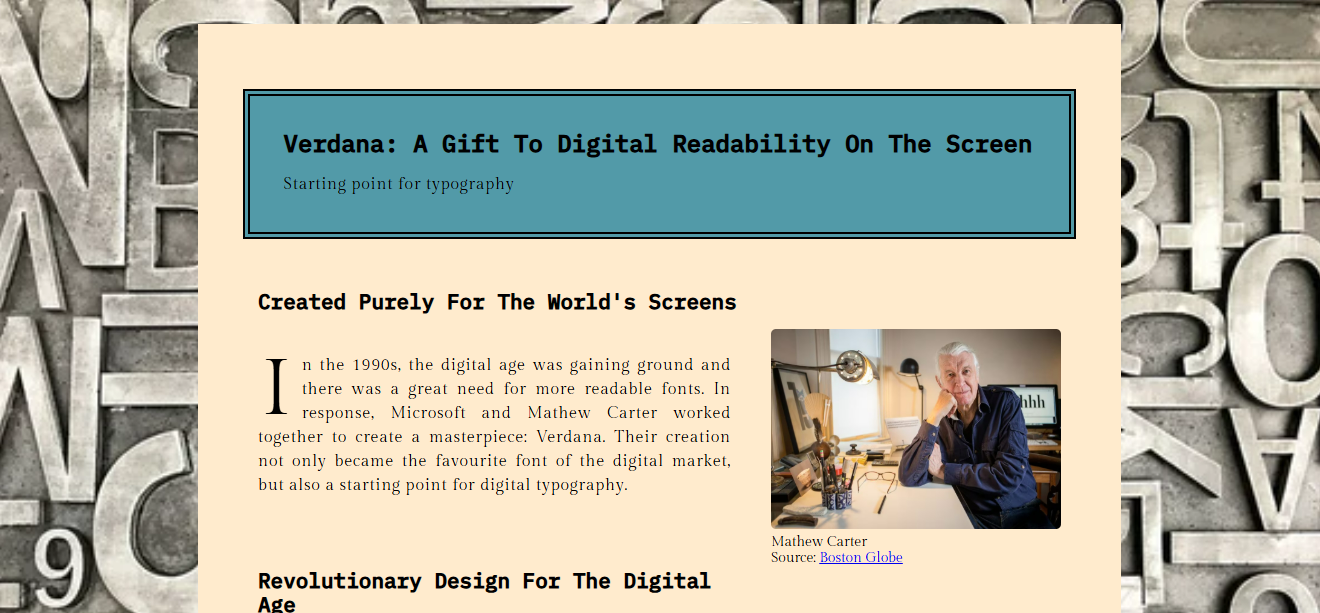 Verdana: A Gift To Digital Readability On The Screen
Starting point for typography
Created Purely For The World's Screens
In the 1990s, the digital age was gaining ground and
there was a great need for more readable fonts. In
response, Microsoft and Mathew Carter worked
together to create a masterpiece: Verdana. Their creation
not only became the favourite font of the digital market,
but also a starting point for digital typography.
hhh
Mathew Carter
Source: Boston Globe
Revolutionary Design For The Digital
Age